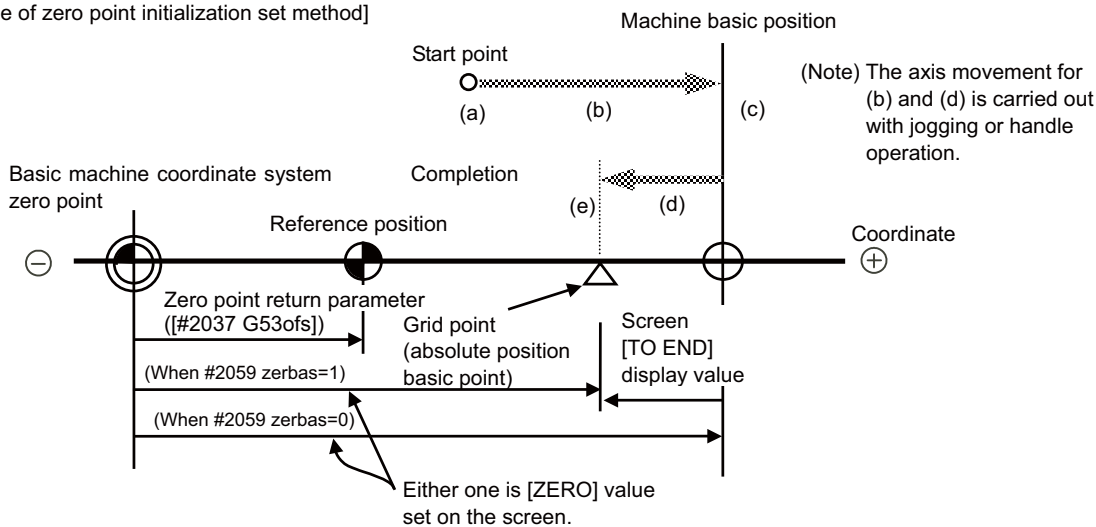 e of zero point initialization set method]
Machine basic position
Start point
(a)
(b)
(c)
(Note) The axis movement for
(b) and (d) is carried out
with jogging or handle
operation.
Basic machine coordinate system
zero point
Completion
(e)
(d)
Reference position
Coordinate
−
+
Zero point return parameter
([#2037 G53ofs])
Grid point
(absolute position
basic point)
Screen
[TO END]
display value
(When #2059 zerbas=1)
(When #2059 zerbas=0)
Either one is [ZERO] value
set on the screen.